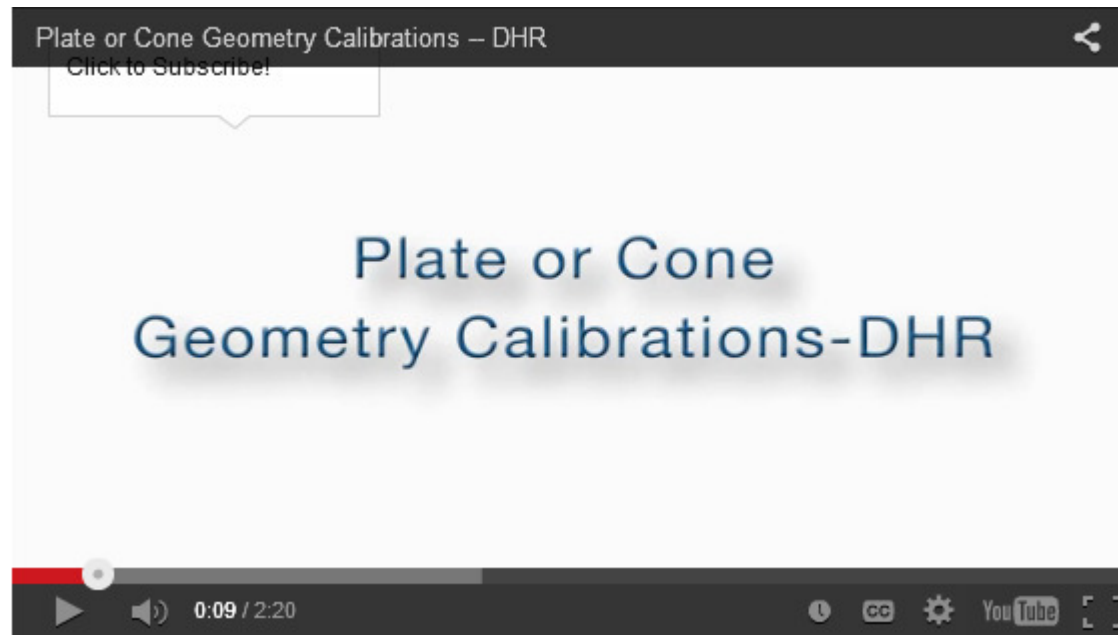 Plate or Cone Geometry Calibrations -- DHR
Click to Subscribe!
Plate or Cone
Geometry Calibrations-DHR
0:09 / 2:20
CC
YouTube